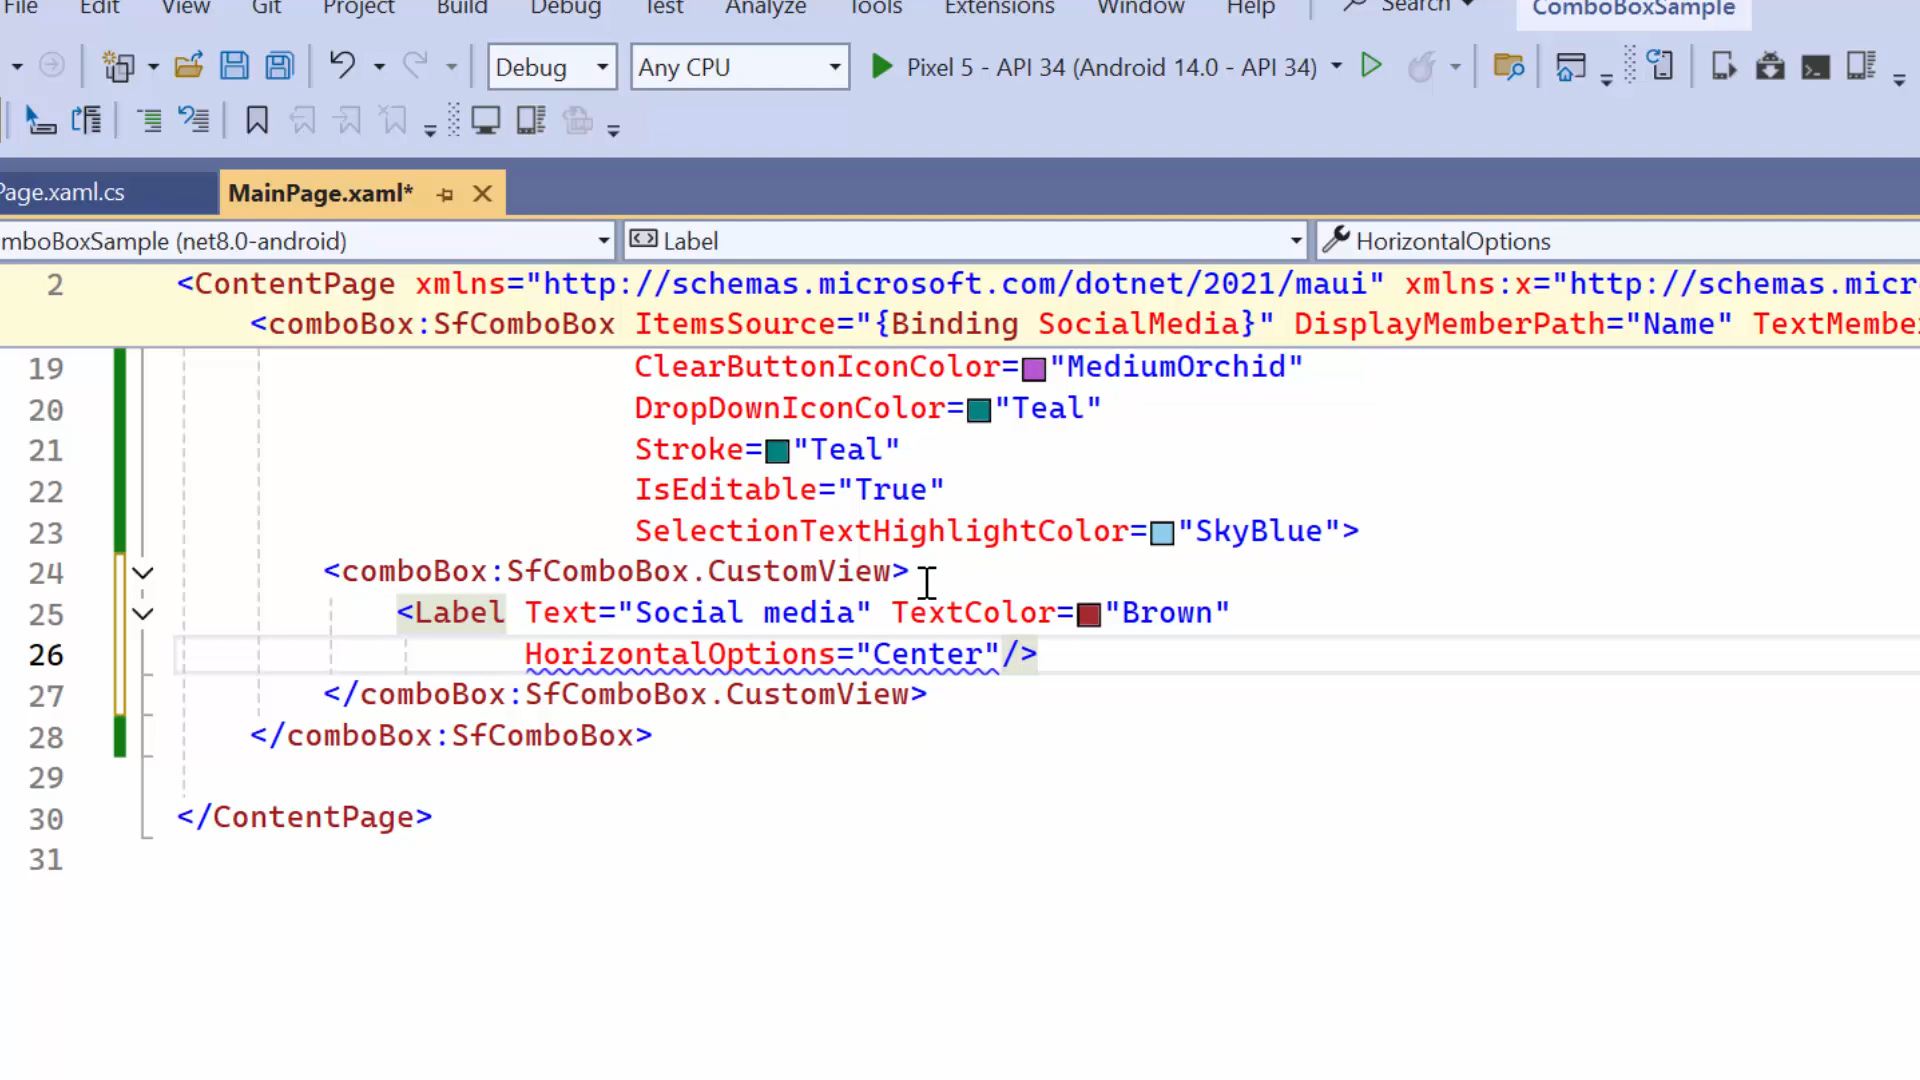 File Edit View Git Project Build Debug Test Analyze Tools Extensions Window Help Search ComboBoxSample
Debug Any CPU Pixel 5 - API 34 (Android 14.0 - API 34)
Page.xaml.cs MainPage.xaml*
mboBoxSample (net8.0-android) Label HorizontalOptions
2 <ContentPage xmlns="http://schemas.microsoft.com/dotnet/2021/maui" xmlns:x="http://schemas.micr
<comboBox:SfComboBox ItemsSource="{Binding SocialMedia}" DisplayMemberPath="Name" TextMembe
19 ClearButtonIconColor="MediumOrchid"
20 DropDownIconColor="Teal"
21 Stroke="Teal"
22 IsEditable="True"
23 SelectionTextHighlightColor="SkyBlue">
24 <comboBox:SfComboBox.CustomView>
25 <Label Text="Social media" TextColor="Brown"
26 HorizontalOptions="Center"/>
27 </comboBox:SfComboBox.CustomView>
28 </comboBox:SfComboBox>
29
30 </ContentPage>
31